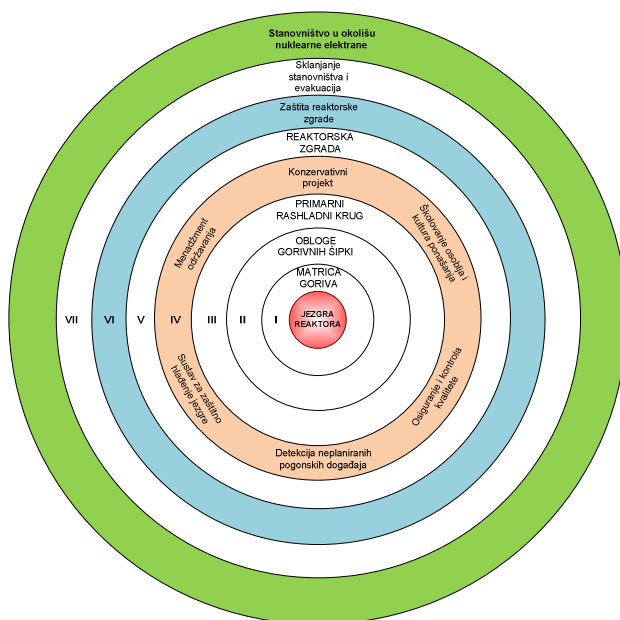 Stanovništvo u okolišu
nuklearne elektrane
Sklanjanje
stanovništva i
evakuacija
Zaštita reaktorske
zgrade
REAKTORSKA
ZGRADA
Konzervativni
projekt
PRIMARNI
RASHLADNI KRUG
OBLOGE
GORIVNIH ŠIPKI
MATRICA
GORIVA
JEZGRA
REAKTORA
Menadžment
održavanja
Školovanje osoblja i
kultura ponašanja
VII
VI
V
IV
III
II
I
Sustav za zaštitno
hlađenje jezgre
Osiguranje i kontrola
kvalitete
Detekcija neplaniranih
pogonskih događaja